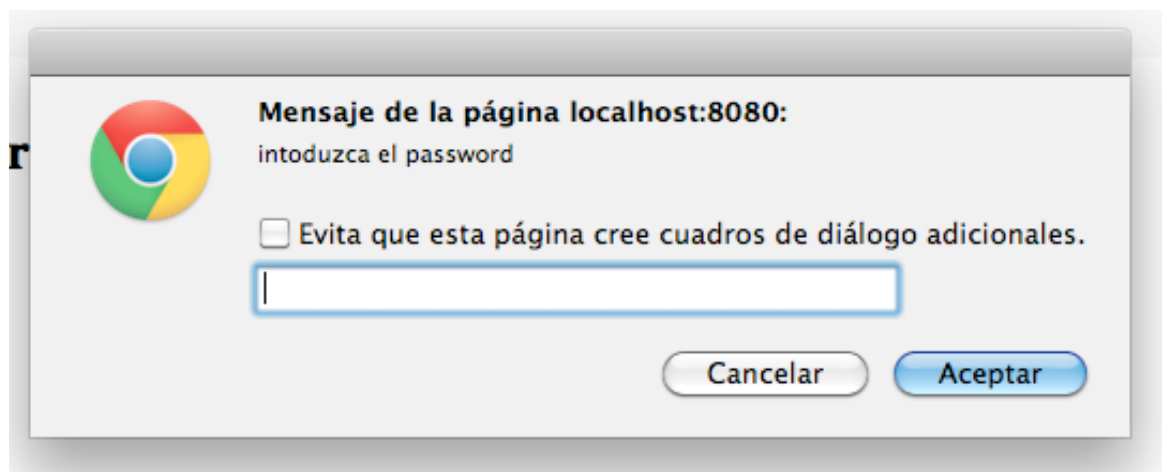 Mensaje de la página localhost:8080:
r
intoduzca el password
Evita que esta página cree cuadros de diálogo adicionales.
Cancelar Aceptar